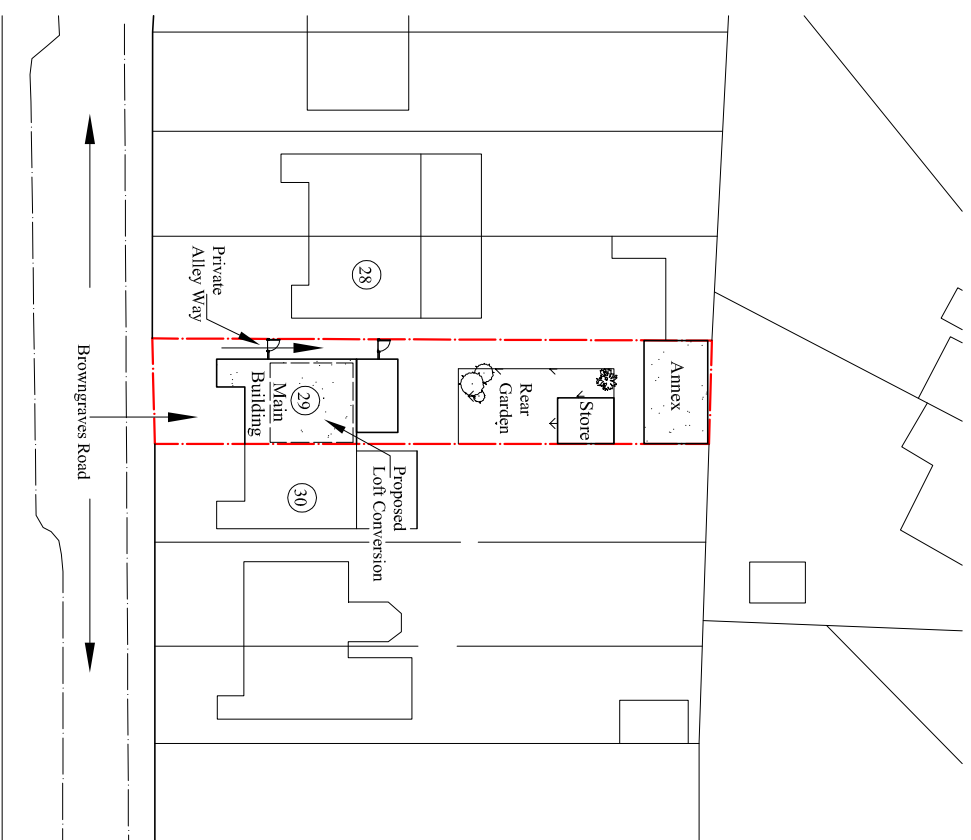 Browngraves Road
Private
Alley Way
28
29
Main
Building
30
Proposed
Loft Conversion
Rear
Garden
Store
Annex